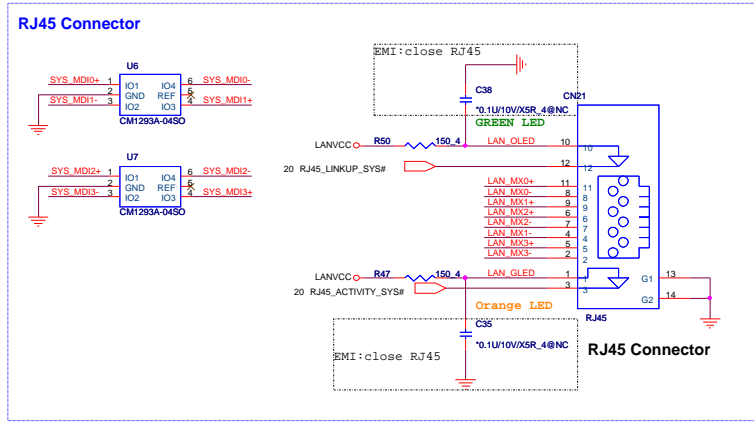 RJ45 Connector
EMI:close RJ45
U6
SYS_MDI0+ 1 IO1 IO4 6 SYS_MDI0-
2 GND REF 5
SYS_MDI1- 3 IO2 IO3 4 SYS_MDI1+
CM1293A-04SO
U7
SYS_MDI2+ 1 IO1 IO4 6 SYS_MDI2-
2 GND REF 5
SYS_MDI3- 3 IO2 IO3 4 SYS_MDI3+
CM1293A-04SO
C38
*0.1U/10V/X5R_4@NC
GREEN LED
CN21
LANVCC R50 150_4 LAN_OLED 10 10
20 RJ45_LINKUP_SYS# 12 12
LAN_MX0+ 11 11
LAN_MX0- 8 8
LAN_MX1+ 9 9
LAN_MX2+ 6 6
LAN_MX2- 7 7
LAN_MX1- 4 4
LAN_MX3+ 5 5
LAN_MX3- 2 2
LANVCC R47 150_4 LAN_GLED 1 1
20 RJ45_ACTIVITY_SYS# 3 3
G1 13
G2 14
Orange LED
RJ45
C35
*0.1U/10V/X5R_4@NC
EMI:close RJ45
RJ45 Connector